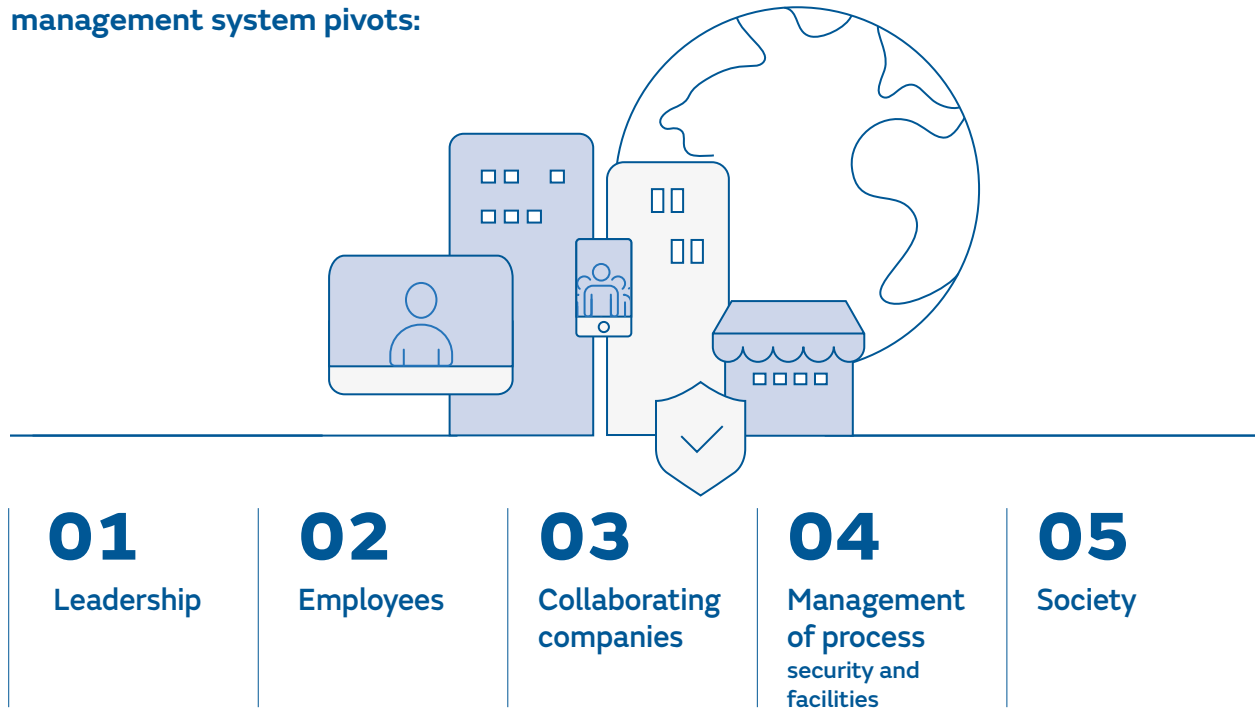 management system pivots:
01
Leadership
02
Employees
03
Collaborating
companies
04
Management
of process
security and
facilities
05
Society